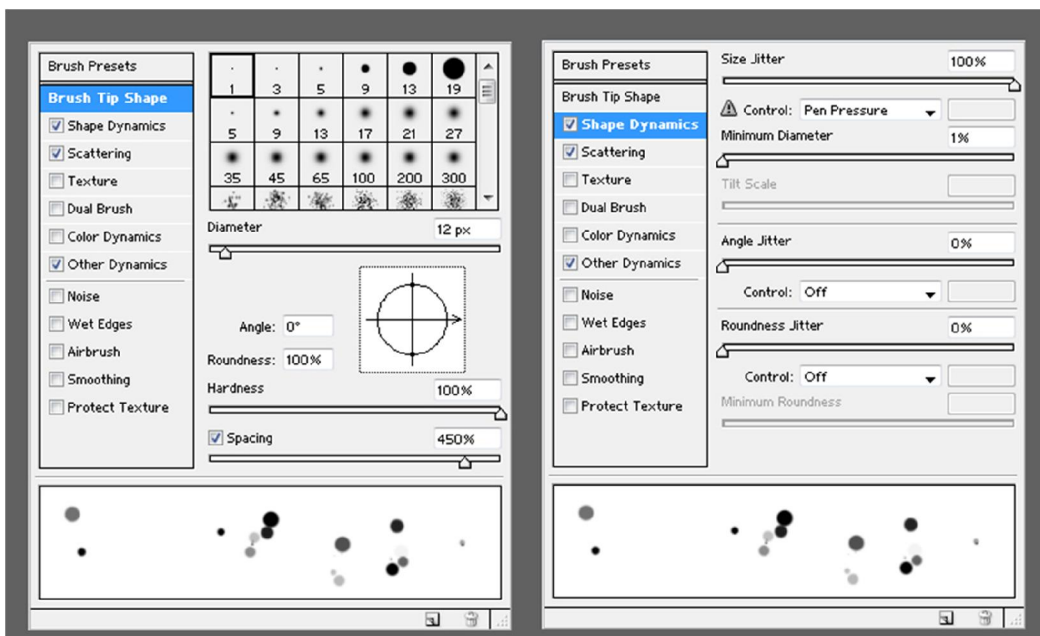 Brush Presets
Brush Tip Shape
Shape Dynamics
Scattering
Texture
Dual Brush
Color Dynamics
Other Dynamics
Noise
Wet Edges
Airbrush
Smoothing
Protect Texture
1 3 5 9 13 19
5 9 13 17 21 27
35 45 65 100 200 300
Diameter 12 px
Angle: 0°
Roundness: 100%
Hardness 100%
Spacing 450%
Brush Presets
Brush Tip Shape
Shape Dynamics
Scattering
Texture
Dual Brush
Color Dynamics
Other Dynamics
Noise
Wet Edges
Airbrush
Smoothing
Protect Texture
Size Jitter 100%
Control: Pen Pressure
Minimum Diameter 1%
Tilt Scale
Angle Jitter 0%
Control: Off
Roundness Jitter 0%
Control: Off
Minimum Roundness